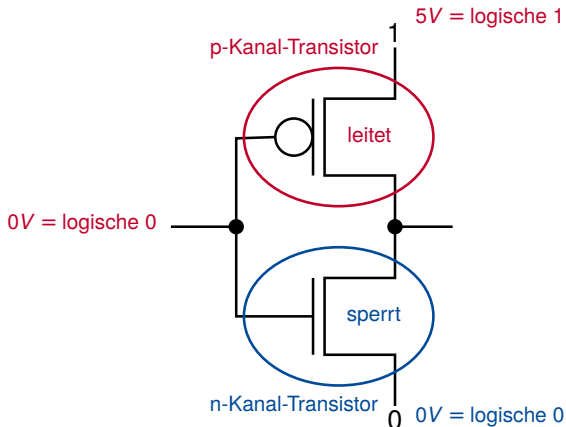 5V = logische 1
1
p-Kanal-Transistor
leitet
0V = logische 0
sperrt
n-Kanal-Transistor
0
0V = logische 0